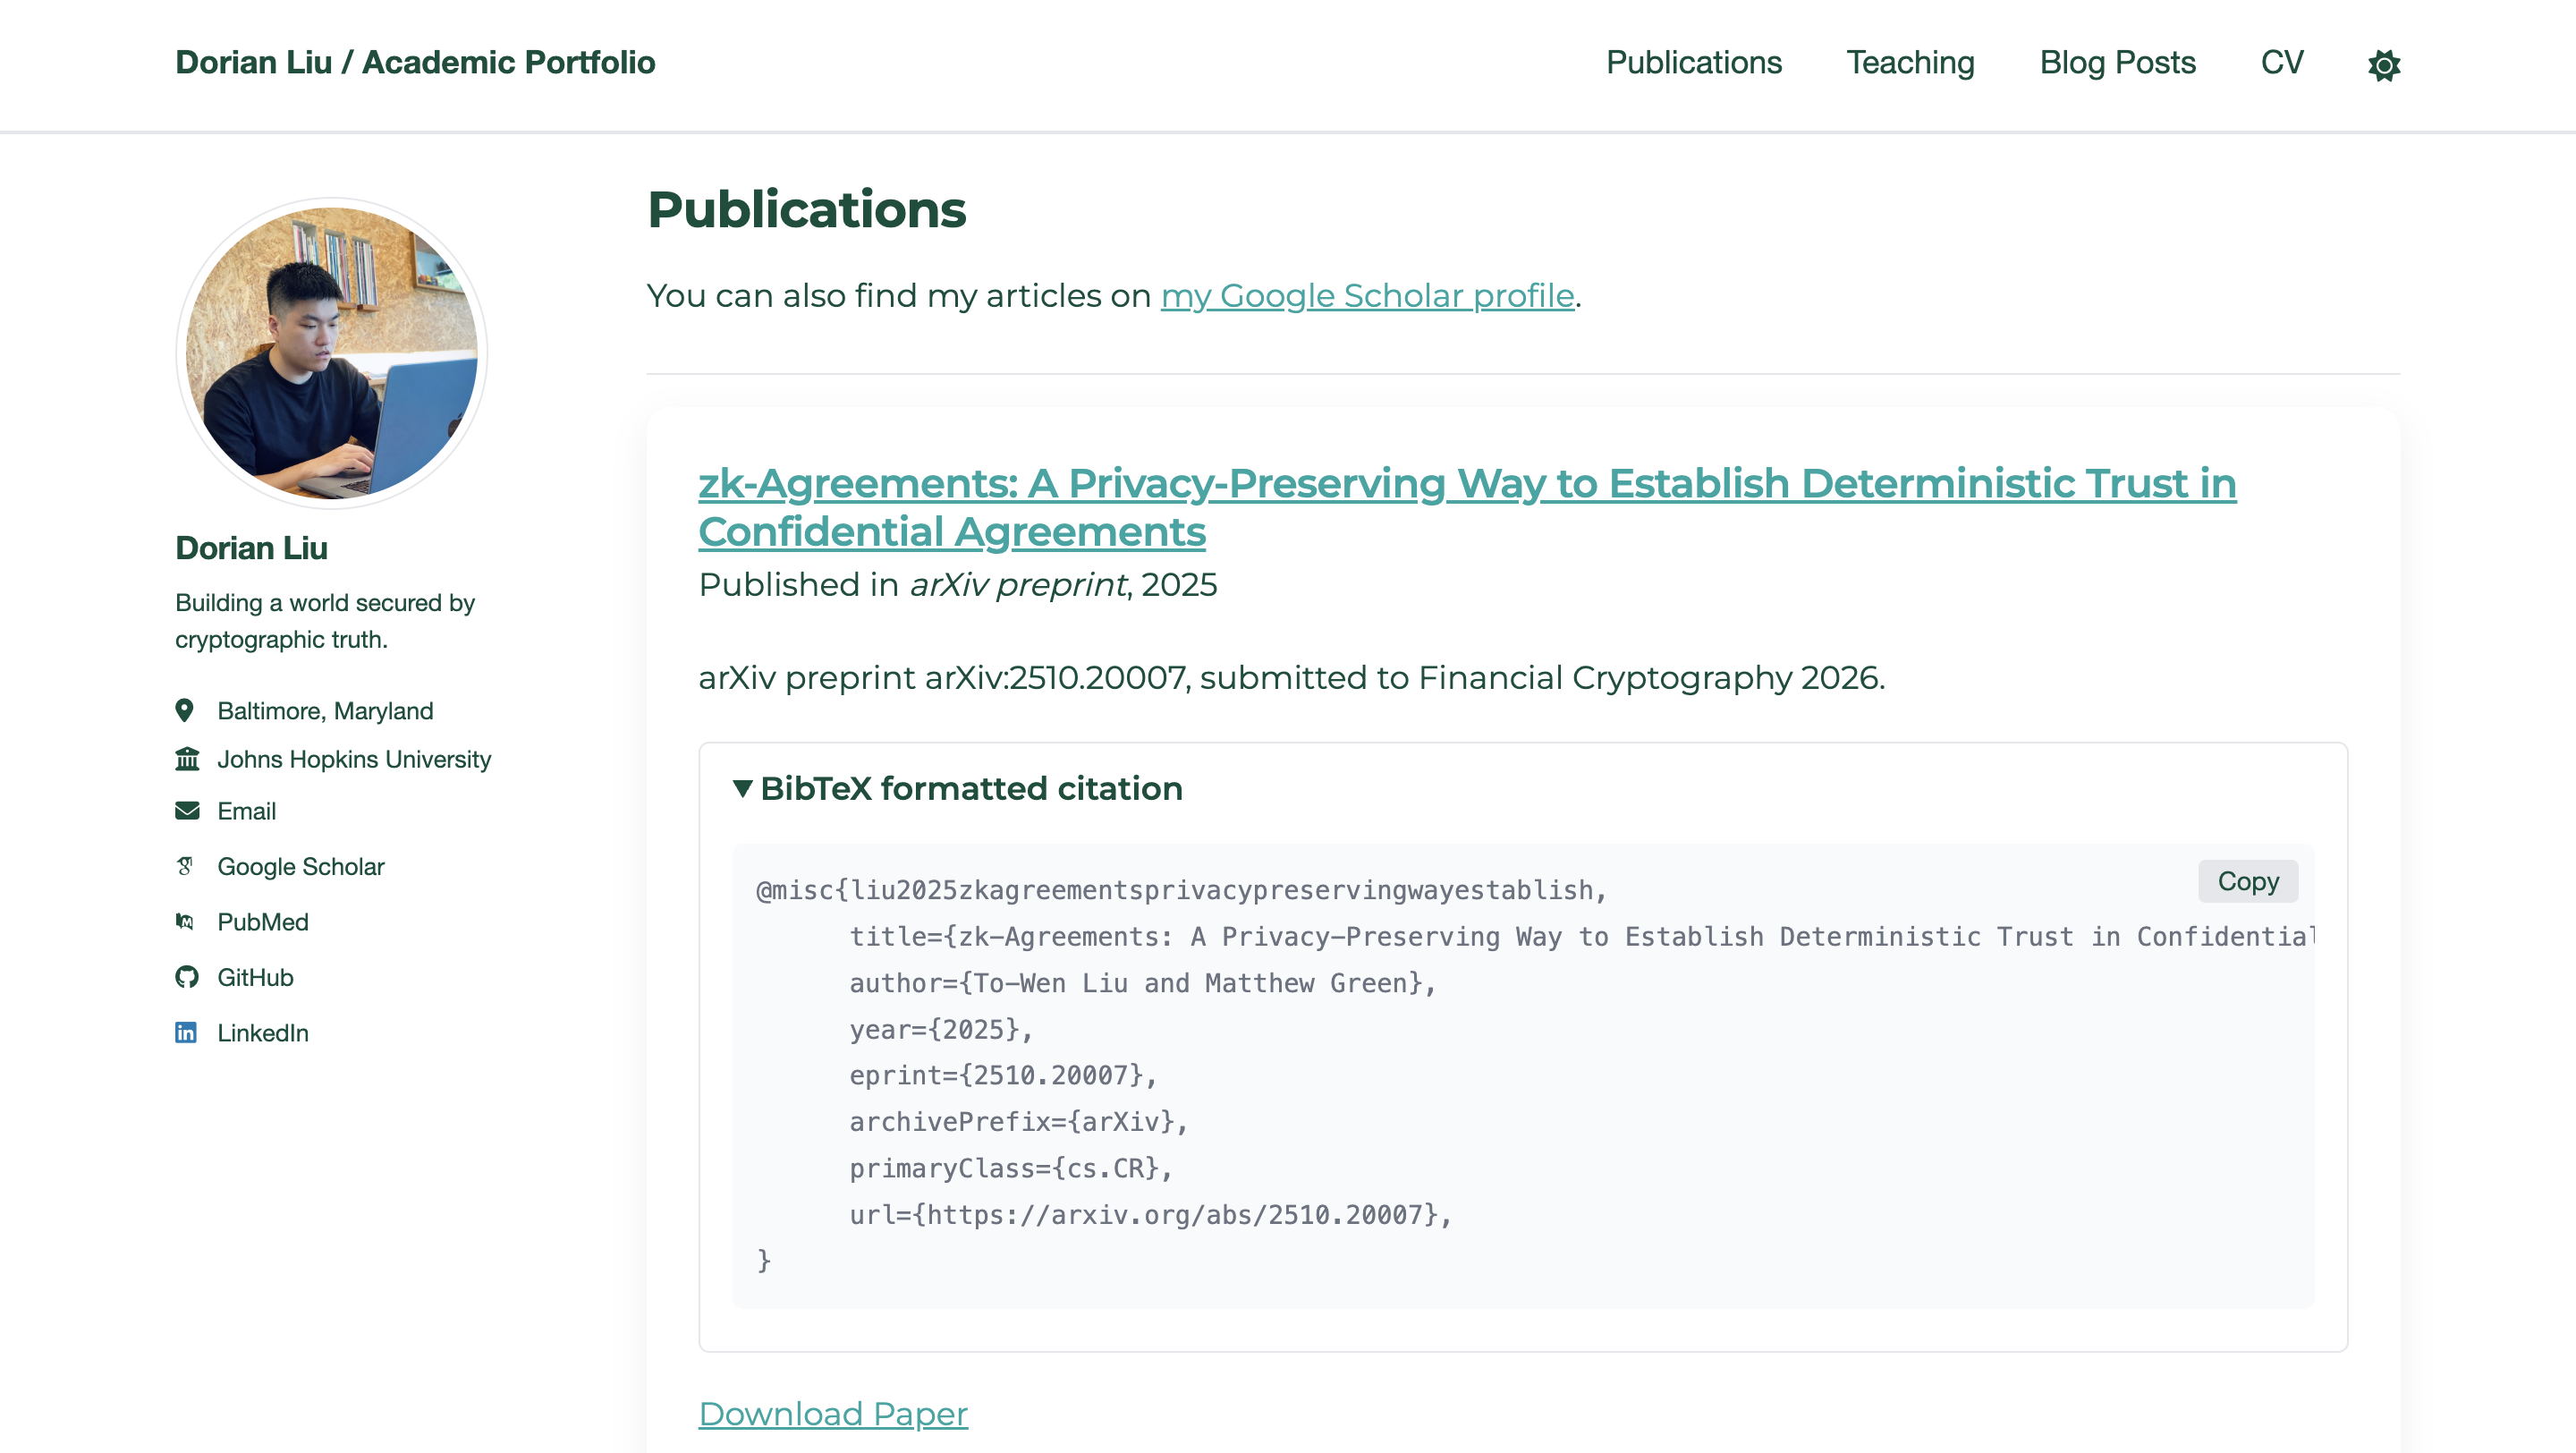 Dorian Liu / Academic Portfolio
Publications
Teaching
Blog Posts
CV
Dorian Liu
Building a world secured by
cryptographic truth.
Baltimore, Maryland
Johns Hopkins University
Email
Google Scholar
PubMed
GitHub
LinkedIn
Publications
You can also find my articles on my Google Scholar profile.
zk-Agreements: A Privacy-Preserving Way to Establish Deterministic Trust in
Confidential Agreements
Published in arXiv preprint, 2025
arXiv preprint arXiv:2510.20007, submitted to Financial Cryptography 2026.
▼ BibTeX formatted citation
Copy
@misc{liu2025zkagreementsprivacypreservingwayestablish,
      title={zk-Agreements: A Privacy-Preserving Way to Establish Deterministic Trust in Confidential
      author={To-Wen Liu and Matthew Green},
      year={2025},
      eprint={2510.20007},
      archivePrefix={arXiv},
      primaryClass={cs.CR},
      url={https://arxiv.org/abs/2510.20007},
}
Download Paper